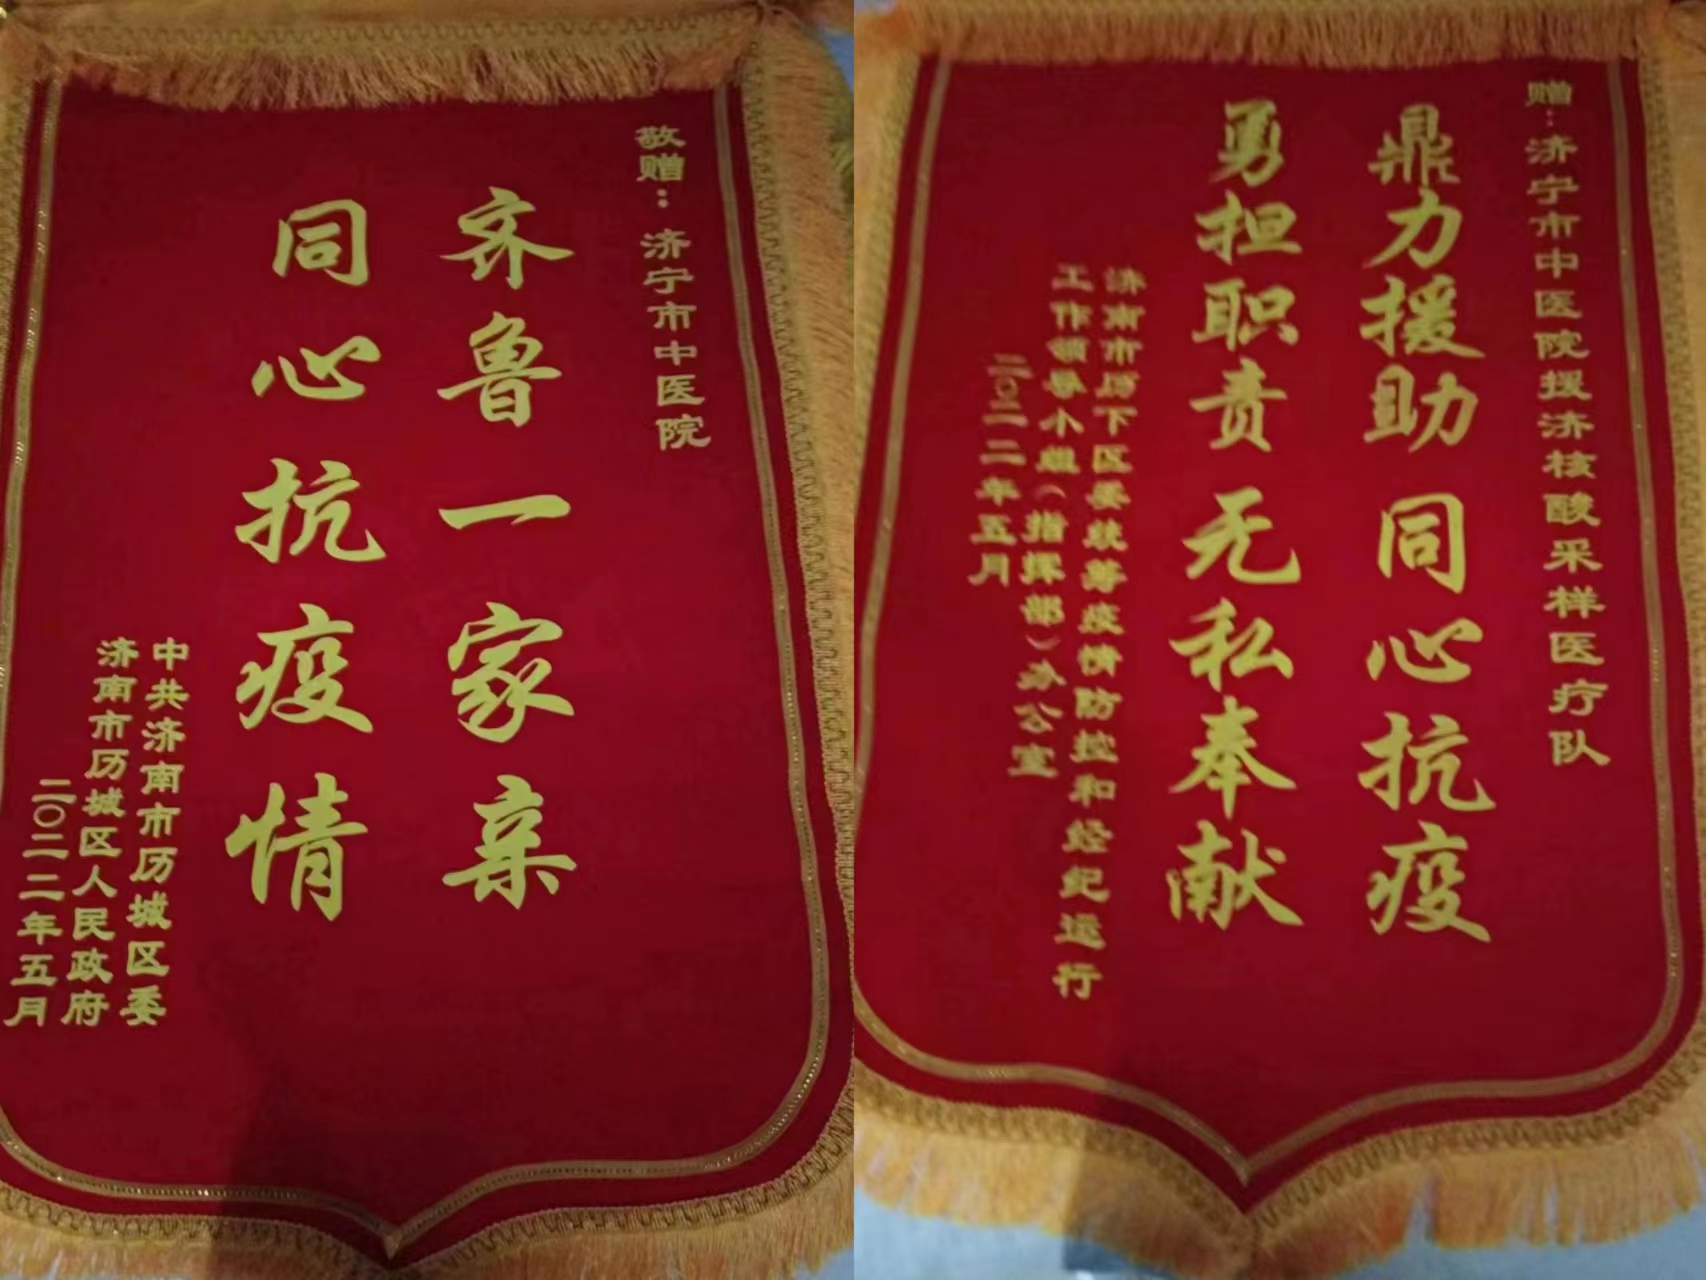 敬赠：济宁市中医院
齐鲁一家亲
同心抗疫情
中共济南市历城区委
济南市历城区人民政府
二〇二二年五月
赠：济宁市中医院援济核酸采样医疗队
鼎力援助 同心抗疫
勇担职责 无私奉献
济南市历下区委统筹疫情防控和经纪运行
工作领导小组（指挥部）办公室
二〇二二年五月